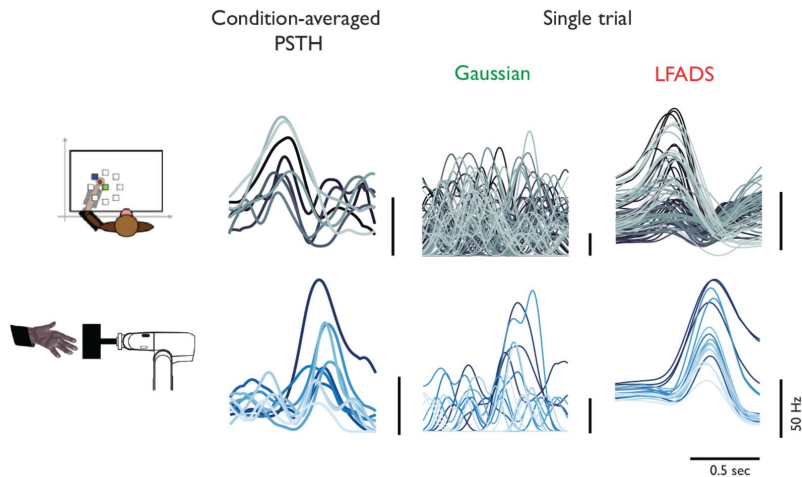 Condition-averaged
PSTH
Single trial
Gaussian
LFADS
50 Hz
0.5 sec